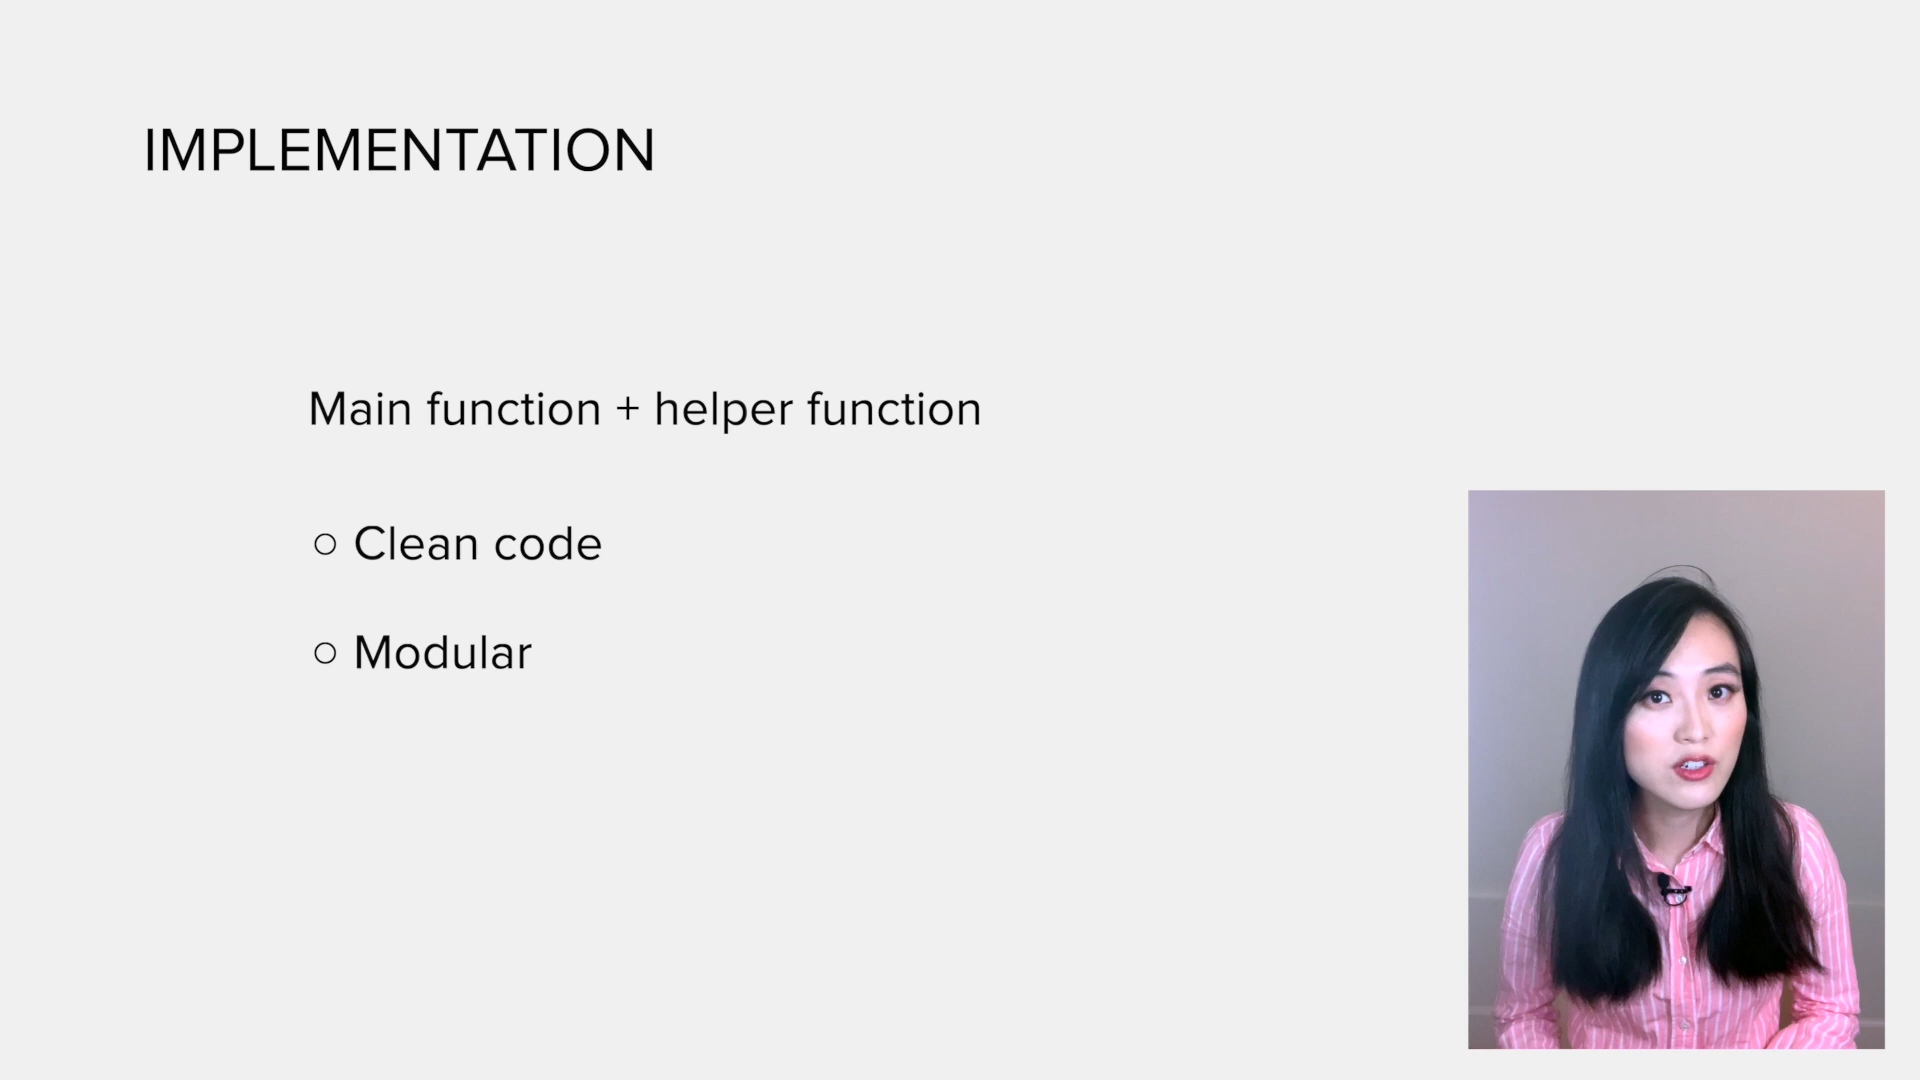 IMPLEMENTATION
Main function + helper function
○ Clean code
○ Modular